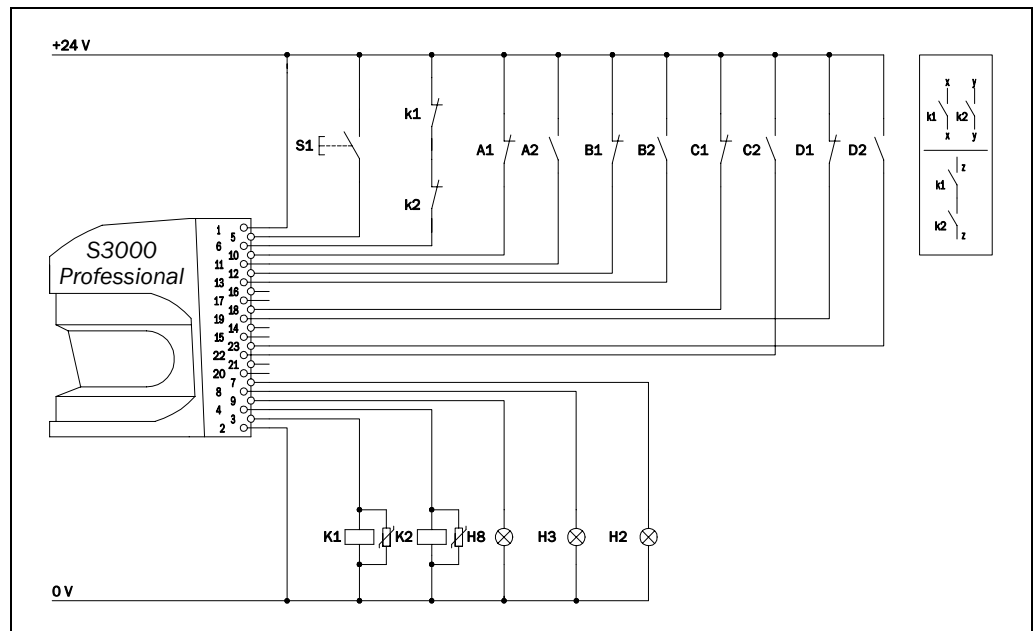 +24 V
x y
k1 k2
x y
z
k1
k2
z
k1
S1
A1 A2 B1 B2 C1 C2 D1 D2
k2
S3000
Professional
1
5
6
10
11
12
13
16
17
18
19
14
15
23
22
21
20
7
8
9
4
3
2
K1 K2 H8 H3 H2
0 V